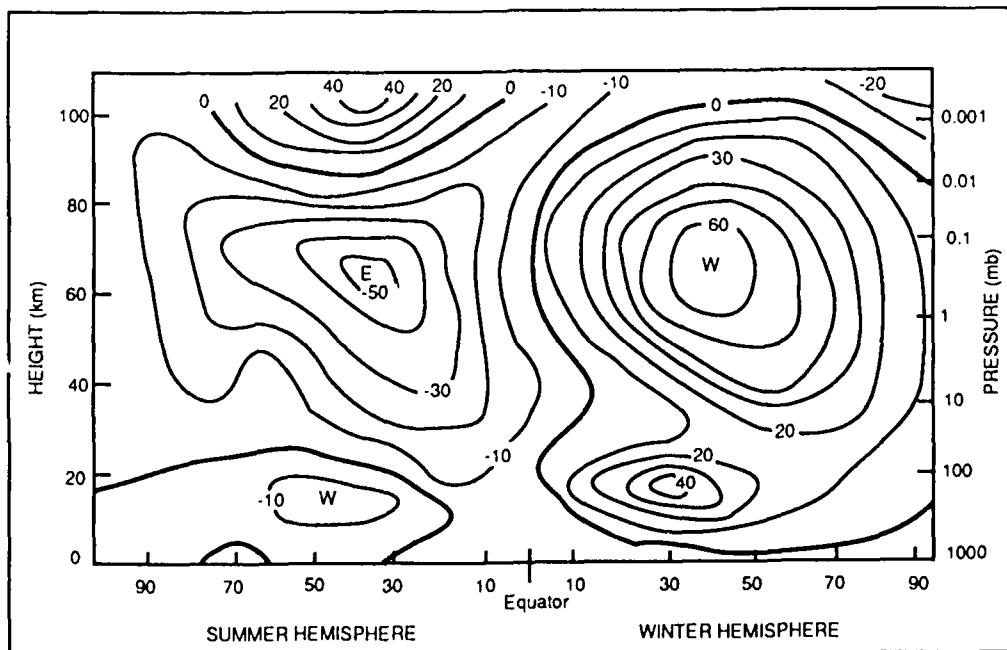 0 20 40 40 20 0 -10 -10 -20
0
100 0.001
30
0.01
80
60 0.1
E W
-50
60 1
HEIGHT (km) PRESSURE (mb)
40 -30 10
20
-10 20
20 100
-10 W 40
0 1000
90 70 50 30 10 10 30 50 70 90
Equator
SUMMER HEMISPHERE WINTER HEMISPHERE